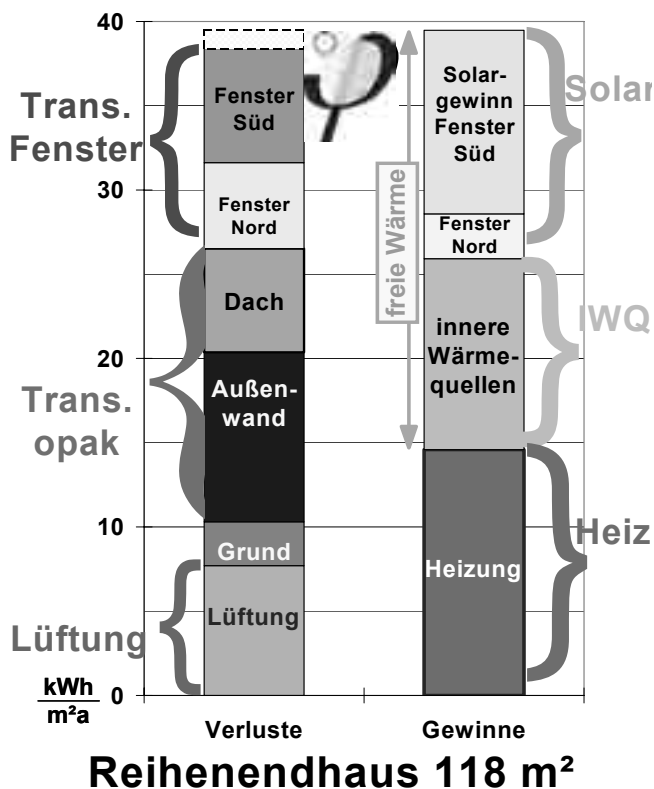 40
30
20
10
0
kWh
m²a
Trans.
Fenster
Trans.
opak
Lüftung
Fenster
Süd
Fenster
Nord
Dach
Außen-
wand
Grund
Lüftung
freie Wärme
Solar-
gewinn
Fenster
Süd
Fenster
Nord
innere
Wärme-
quellen
Heizung
Solar
IWQ
Heiz
Verluste
Gewinne
Reihenendhaus 118 m²